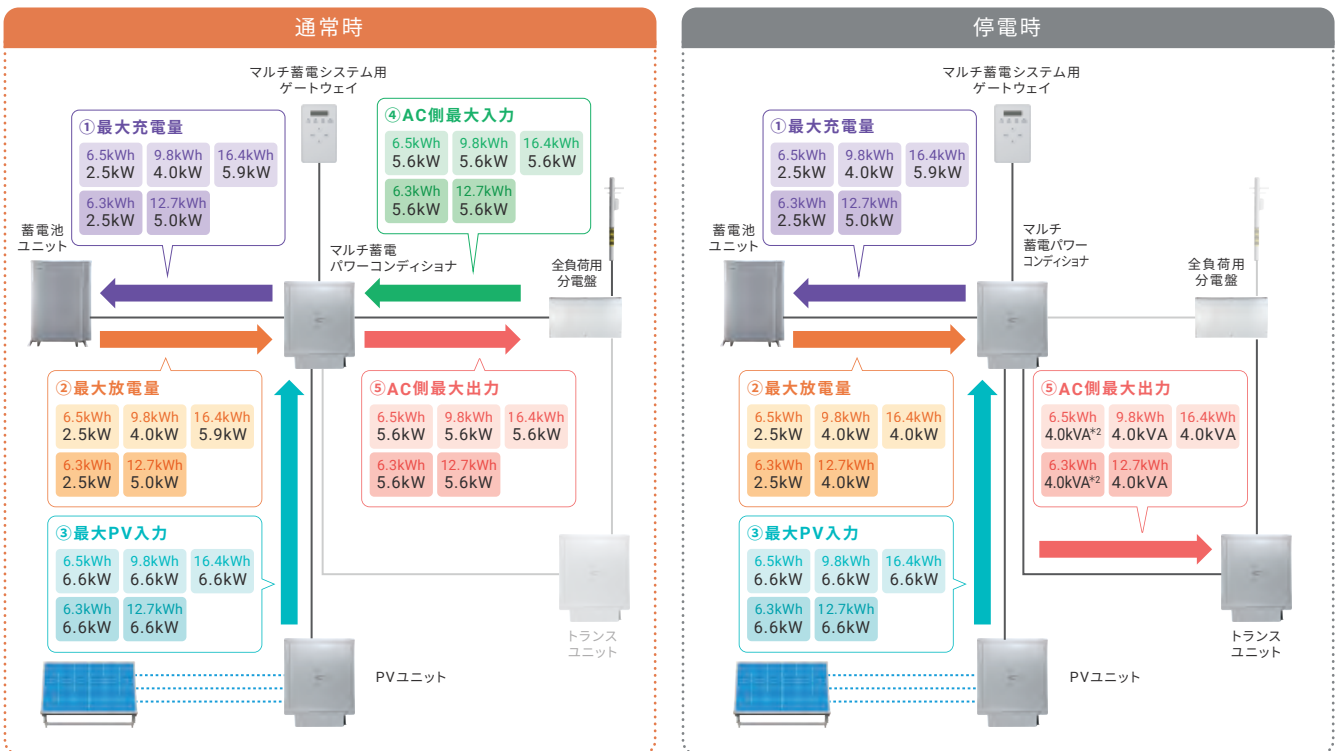 通常時
マルチ蓄電システム用
ゲートウェイ
①最大充電量
6.5kWh 9.8kWh 16.4kWh
2.5kW 4.0kW 5.9kW
6.3kWh 12.7kWh
2.5kW 5.0kW
④AC側最大入力
6.5kWh 9.8kWh 16.4kWh
5.6kW 5.6kW 5.6kW
6.3kWh 12.7kWh
5.6kW 5.6kW
蓄電池
ユニット
マルチ蓄電
パワーコンディショナ
全負荷用
分電盤
②最大放電量
6.5kWh 9.8kWh 16.4kWh
2.5kW 4.0kW 5.9kW
6.3kWh 12.7kWh
2.5kW 5.0kW
⑤AC側最大出力
6.5kWh 9.8kWh 16.4kWh
5.6kW 5.6kW 5.6kW
6.3kWh 12.7kWh
5.6kW 5.6kW
③最大PV入力
6.5kWh 9.8kWh 16.4kWh
6.6kW 6.6kW 6.6kW
6.3kWh 12.7kWh
6.6kW 6.6kW
トランス
ユニット
PVユニット
停電時
マルチ蓄電システム用
ゲートウェイ
①最大充電量
6.5kWh 9.8kWh 16.4kWh
2.5kW 4.0kW 5.9kW
6.3kWh 12.7kWh
2.5kW 5.0kW
蓄電池
ユニット
マルチ
蓄電パワー
コンディショナ
全負荷用
分電盤
②最大放電量
6.5kWh 9.8kWh 16.4kWh
2.5kW 4.0kW 4.0kW
6.3kWh 12.7kWh
2.5kW 4.0kW
⑤AC側最大出力
6.5kWh 9.8kWh 16.4kWh
4.0kVA*2 4.0kVA 4.0kVA
6.3kWh 12.7kWh
4.0kVA*2 4.0kVA
③最大PV入力
6.5kWh 9.8kWh 16.4kWh
6.6kW 6.6kW 6.6kW
6.3kWh 12.7kWh
6.6kW 6.6kW
トランス
ユニット
PVユニット